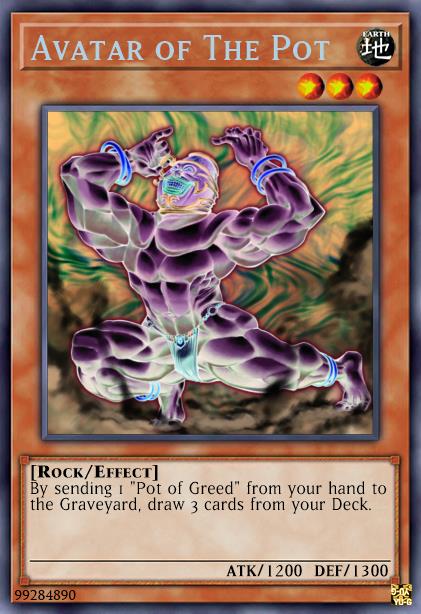 Avatar of The Pot
EARTH
地
[Rock/Effect]
By sending 1 "Pot of Greed" from your hand to
the Graveyard, draw 3 cards from your Deck.
ATK/1200 DEF/1300
99284890